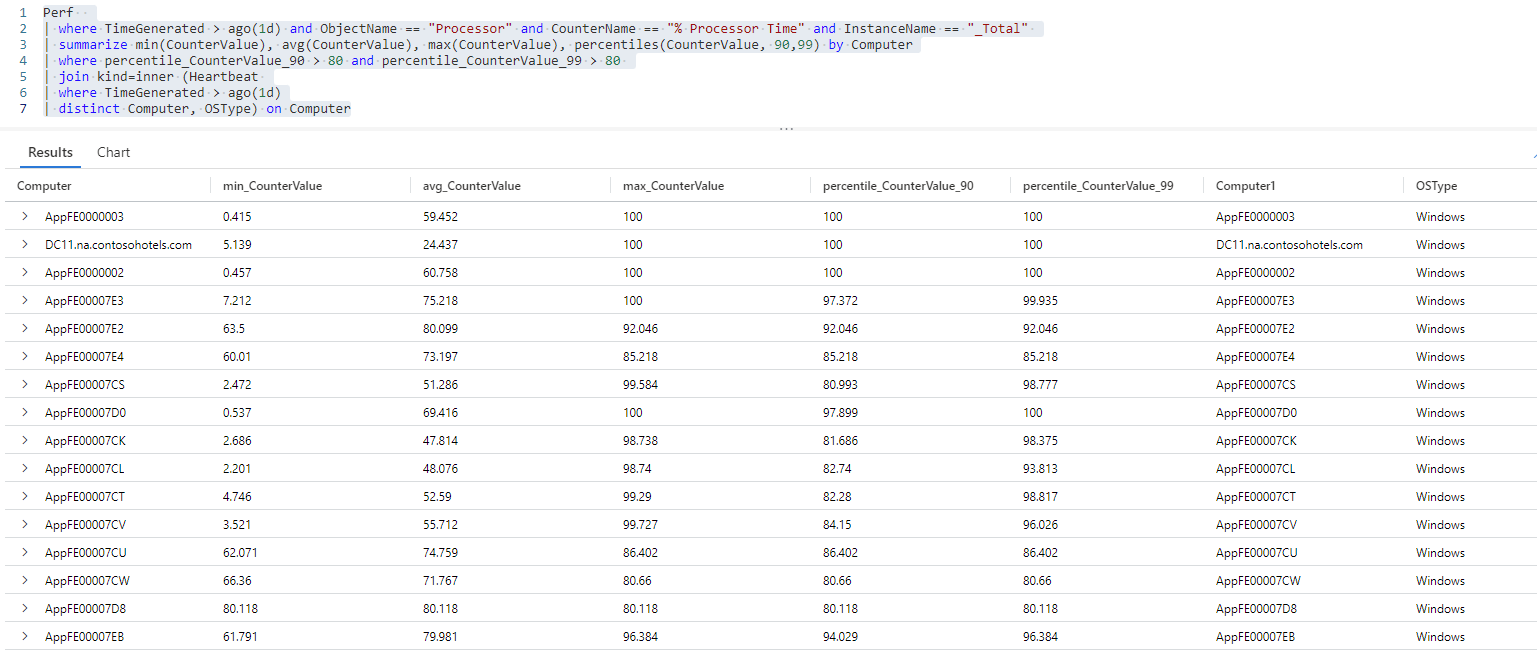 1 Perf
2 | where TimeGenerated > ago(1d) and ObjectName == "Processor" and CounterName == "% Processor Time" and InstanceName == "_Total"
3 | summarize min(CounterValue), avg(CounterValue), max(CounterValue), percentiles(CounterValue, 90,99) by Computer
4 | where percentile_CounterValue_90 > 80 and percentile_CounterValue_99 > 80
5 | join kind=inner (Heartbeat
6 | where TimeGenerated > ago(1d)
7 | distinct Computer, OSType) on Computer
...
Results Chart
Computer min_CounterValue avg_CounterValue max_CounterValue percentile_CounterValue_90 percentile_CounterValue_99 Computer1 OSType
AppFE0000003 0.415 59.452 100 100 100 AppFE0000003 Windows
DC11.na.contosohotels.com 5.139 24.437 100 100 100 DC11.na.contosohotels.com Windows
AppFE0000002 0.457 60.758 100 100 100 AppFE0000002 Windows
AppFE00007E3 7.212 75.218 100 97.372 99.935 AppFE00007E3 Windows
AppFE00007E2 63.5 80.099 92.046 92.046 92.046 AppFE00007E2 Windows
AppFE00007E4 60.01 73.197 85.218 85.218 85.218 AppFE00007E4 Windows
AppFE00007CS 2.472 51.286 99.584 80.993 98.777 AppFE00007CS Windows
AppFE00007D0 0.537 69.416 100 97.899 100 AppFE00007D0 Windows
AppFE00007CK 2.686 47.814 98.738 81.686 98.375 AppFE00007CK Windows
AppFE00007CL 2.201 48.076 98.74 82.74 93.813 AppFE00007CL Windows
AppFE00007CT 4.746 52.59 99.29 82.28 98.817 AppFE00007CT Windows
AppFE00007CV 3.521 55.712 99.727 84.15 96.026 AppFE00007CV Windows
AppFE00007CU 62.071 74.759 86.402 86.402 86.402 AppFE00007CU Windows
AppFE00007CW 66.36 71.767 80.66 80.66 80.66 AppFE00007CW Windows
AppFE00007D8 80.118 80.118 80.118 80.118 80.118 AppFE00007D8 Windows
AppFE00007EB 61.791 79.981 96.384 94.029 96.384 AppFE00007EB Windows